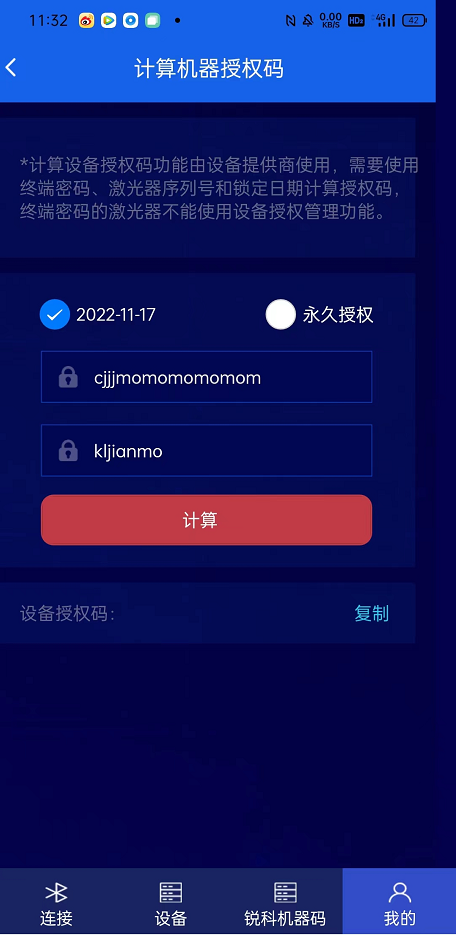 11:32
0.00
KB/S
HD
4G
42
计算机器授权码
*计算设备授权码功能由设备提供商使用，需要使用
终端密码、激光器序列号和锁定日期计算授权码，
终端密码的激光器不能使用设备授权管理功能。
2022-11-17
永久授权
cjjjmomomomomom
kljianmo
计算
设备授权码：
复制
连接
设备
锐科机器码
我的